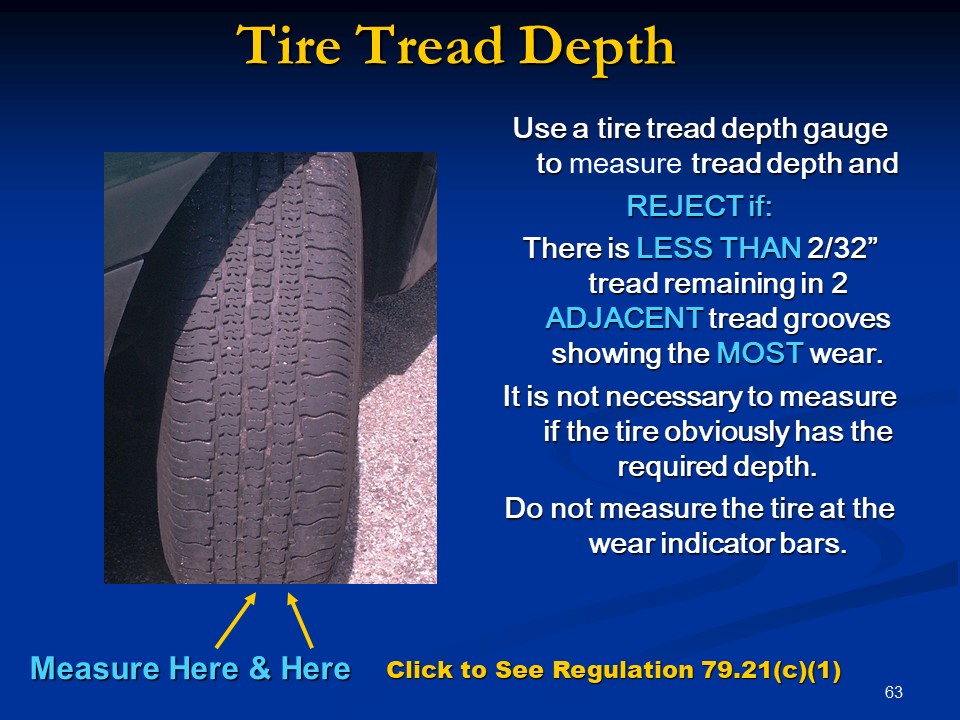 Tire Tread Depth
Use a tire tread depth gauge
to measure tread depth and
REJECT if:
There is LESS THAN 2/32”
tread remaining in 2
ADJACENT tread grooves
showing the MOST wear.
It is not necessary to measure
if the tire obviously has the
required depth.
Do not measure the tire at the
wear indicator bars.
Measure Here & Here
Click to See Regulation 79.21(c)(1)
63